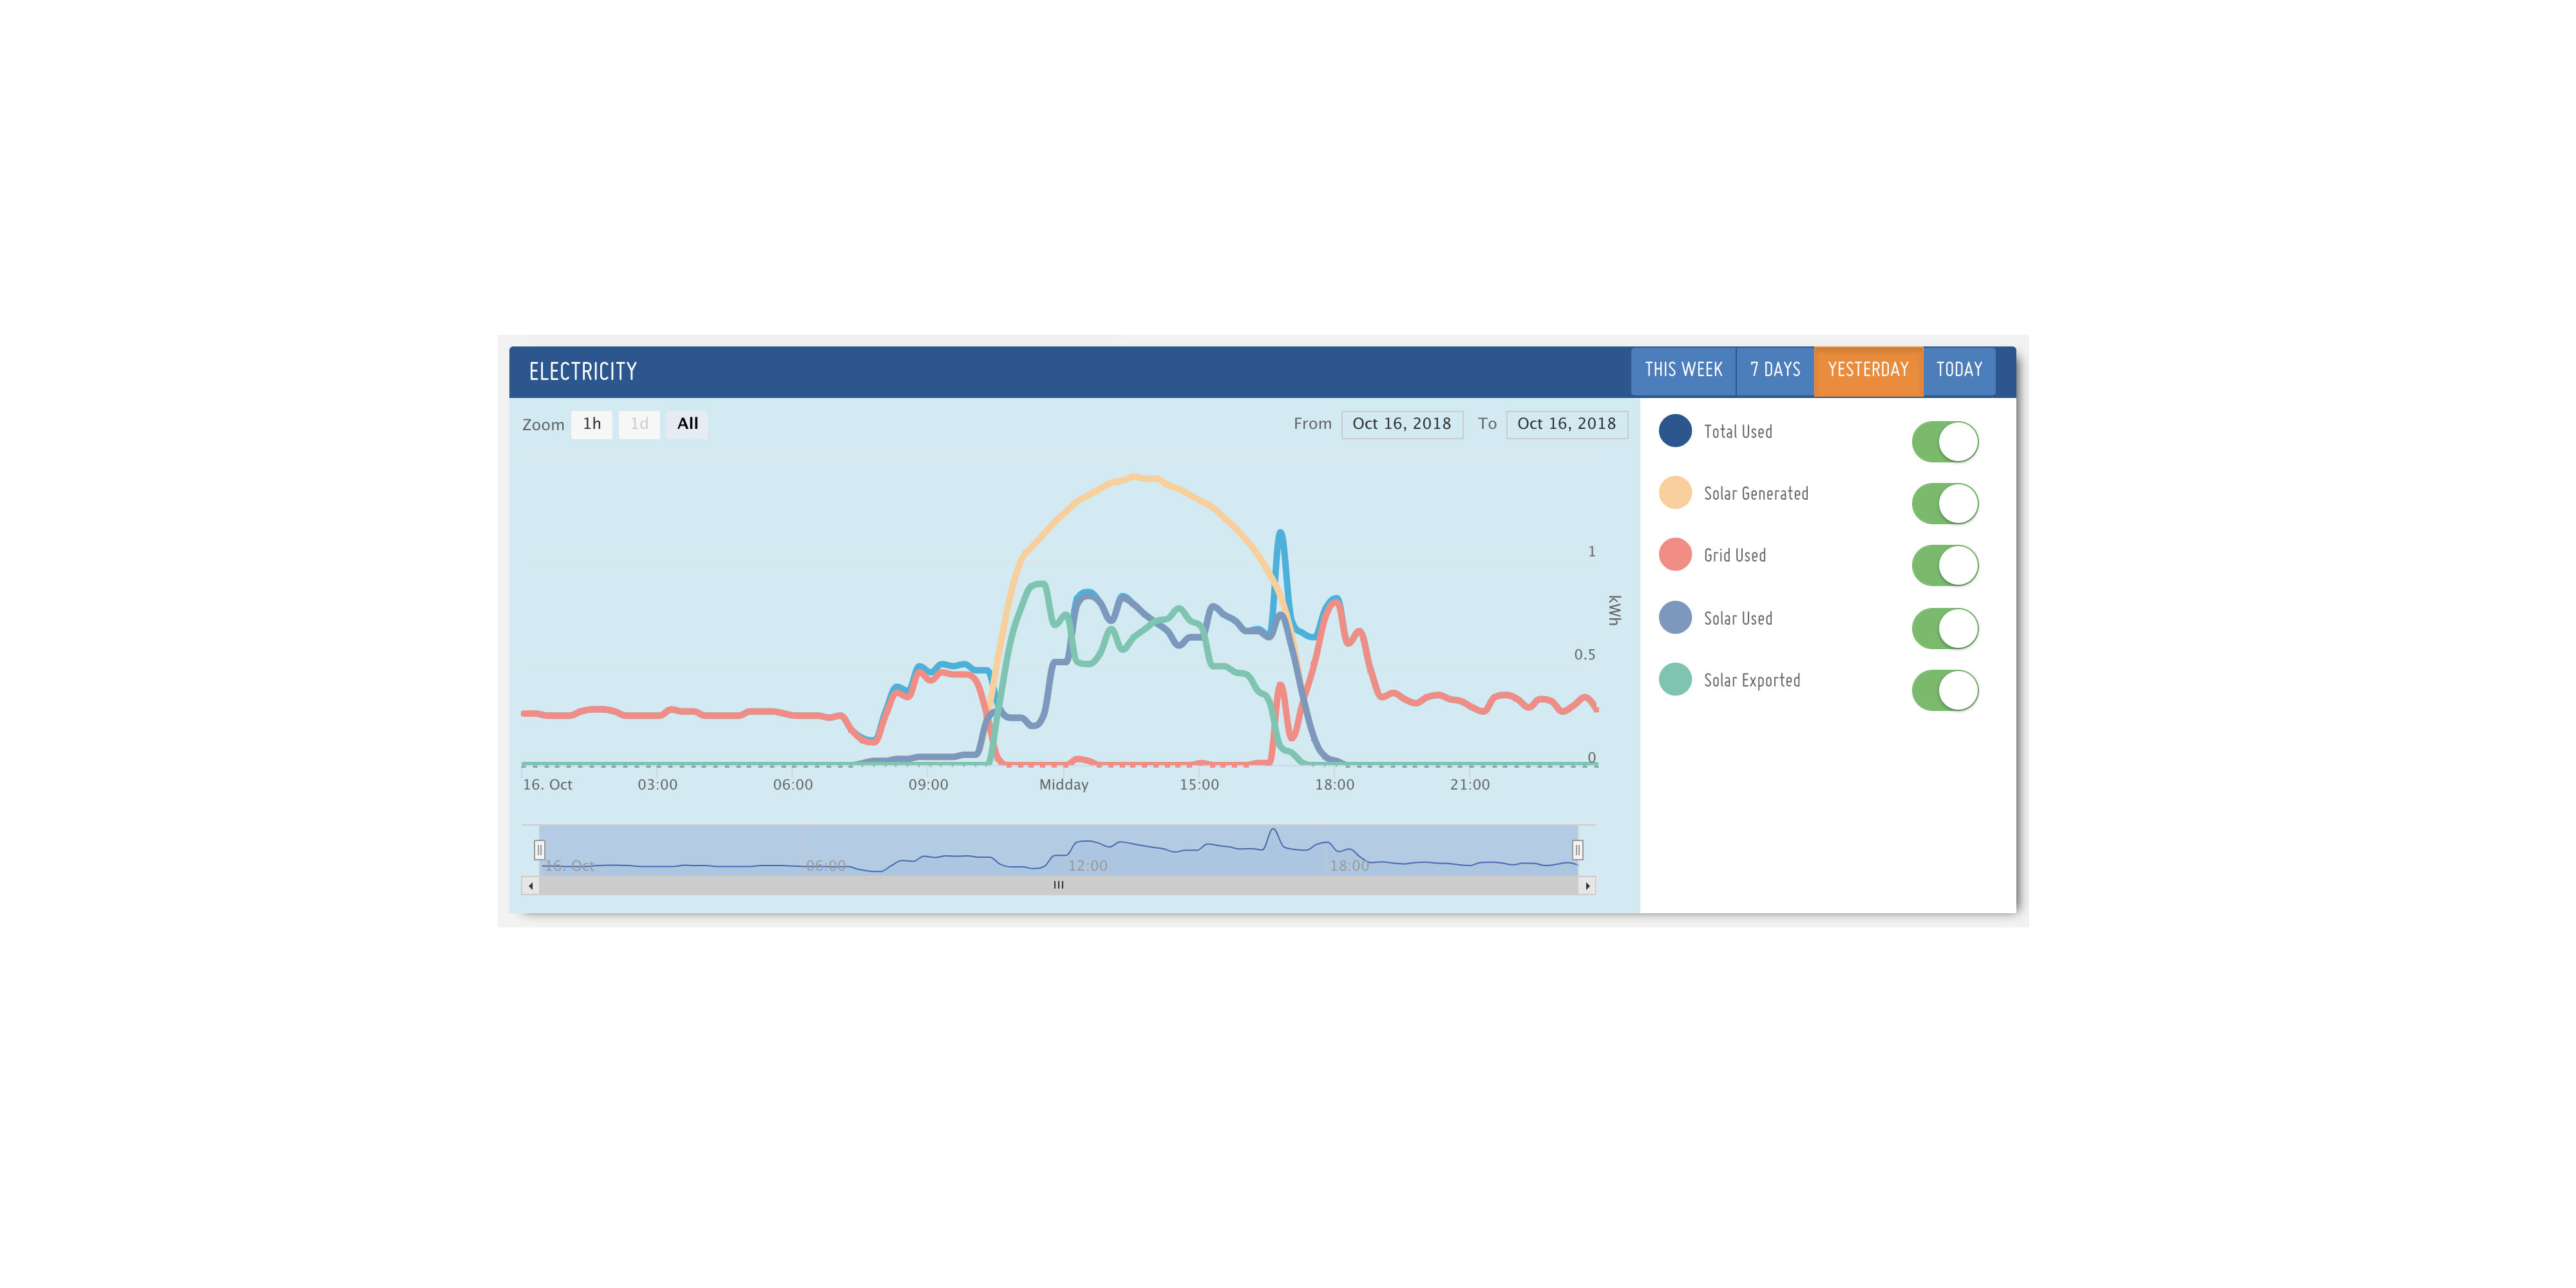 ELECTRICITY
THIS WEEK
7 DAYS
YESTERDAY
TODAY
Zoom 1h 1d All
From Oct 16, 2018 To Oct 16, 2018
Total Used
Solar Generated
Grid Used
Solar Used
Solar Exported
1
0.5
0
kWh
16. Oct 03:00 06:00 09:00 Midday 15:00 18:00 21:00
16. Oct 06:00 12:00 18:00